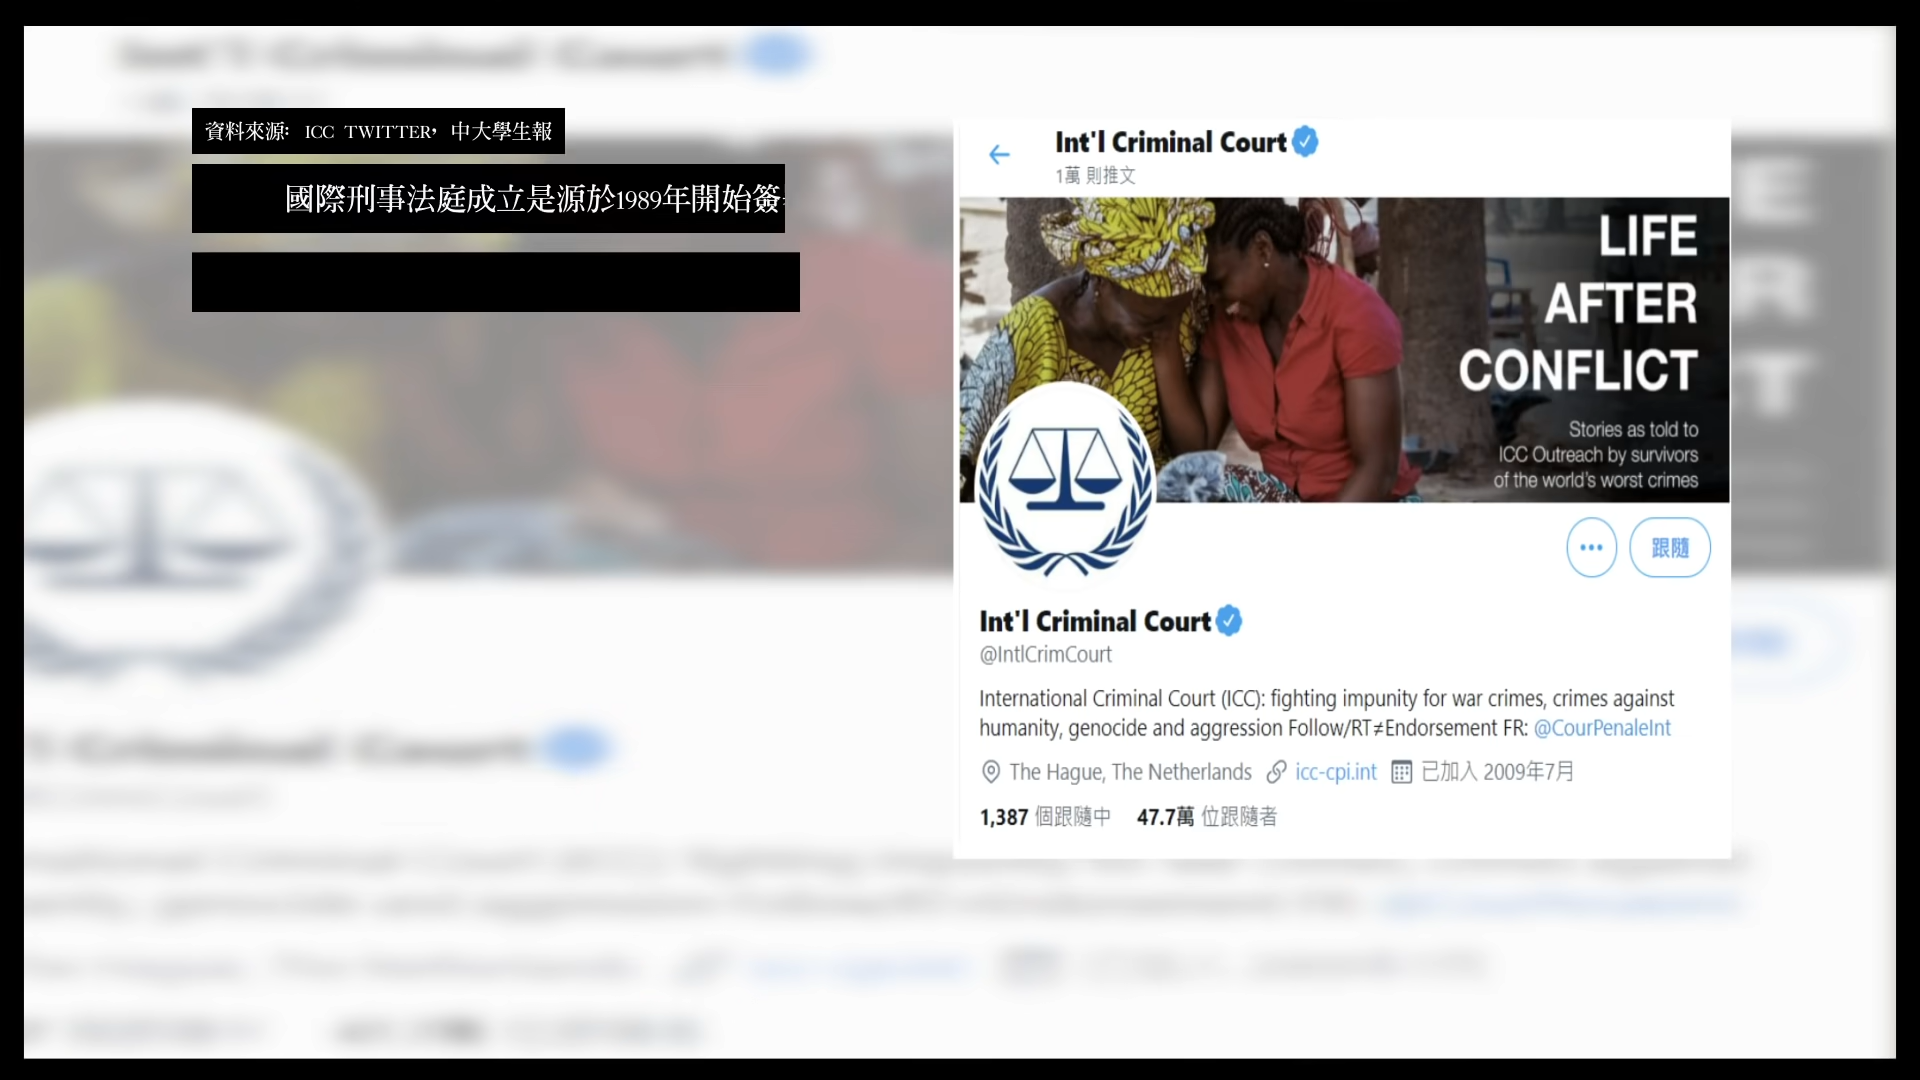 資料來源: ICC TWITTER, 中大學生報
國際刑事法庭成立是源於1989年開始簽
Int'l Criminal Court
1萬 則推文
LIFE
AFTER
CONFLICT
Stories as told to
ICC Outreach by survivors
of the world's worst crimes
跟隨
Int'l Criminal Court
@IntlCrimCourt
International Criminal Court (ICC): fighting impunity for war crimes, crimes against
humanity, genocide and aggression Follow/RT≠Endorsement FR: @CourPenaleInt
The Hague, The Netherlands icc-cpi.int 已加入 2009年7月
1,387 個跟隨中 47.7萬 位跟隨者